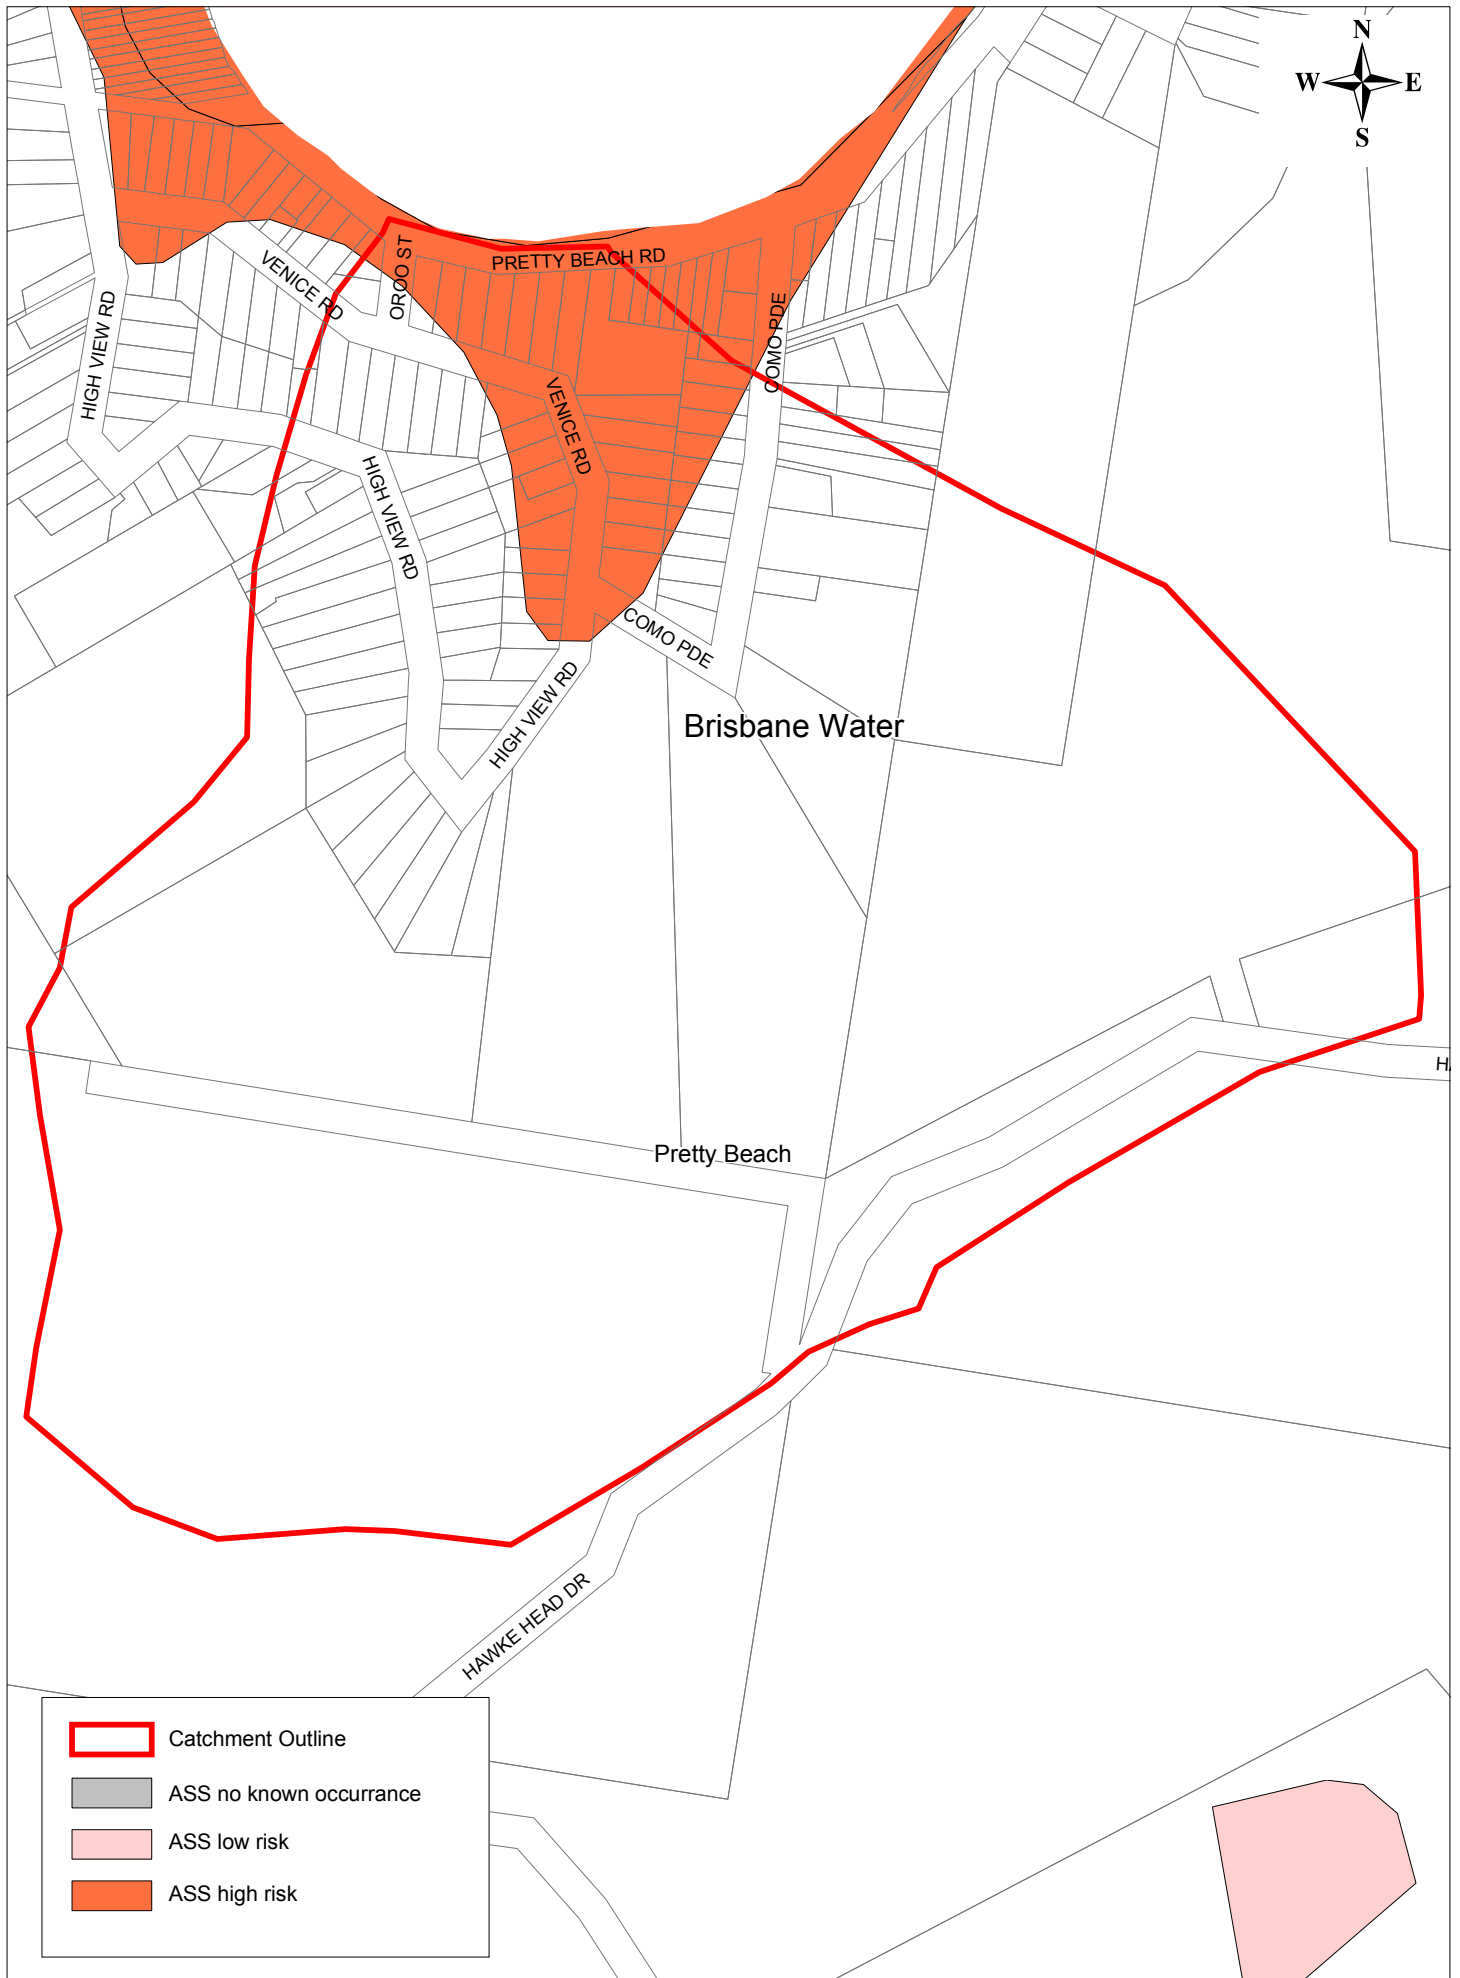 N
W E
S
OROO ST
PRETTY BEACH RD
VENICE RD
HIGH VIEW RD
COMO PDE
VENICE RD
HIGH VIEW RD
COMO PDE
HIGH VIEW RD
Brisbane Water
H
Pretty Beach
HAWKE HEAD DR
Catchment Outline
ASS no known occurrance
ASS low risk
ASS high risk